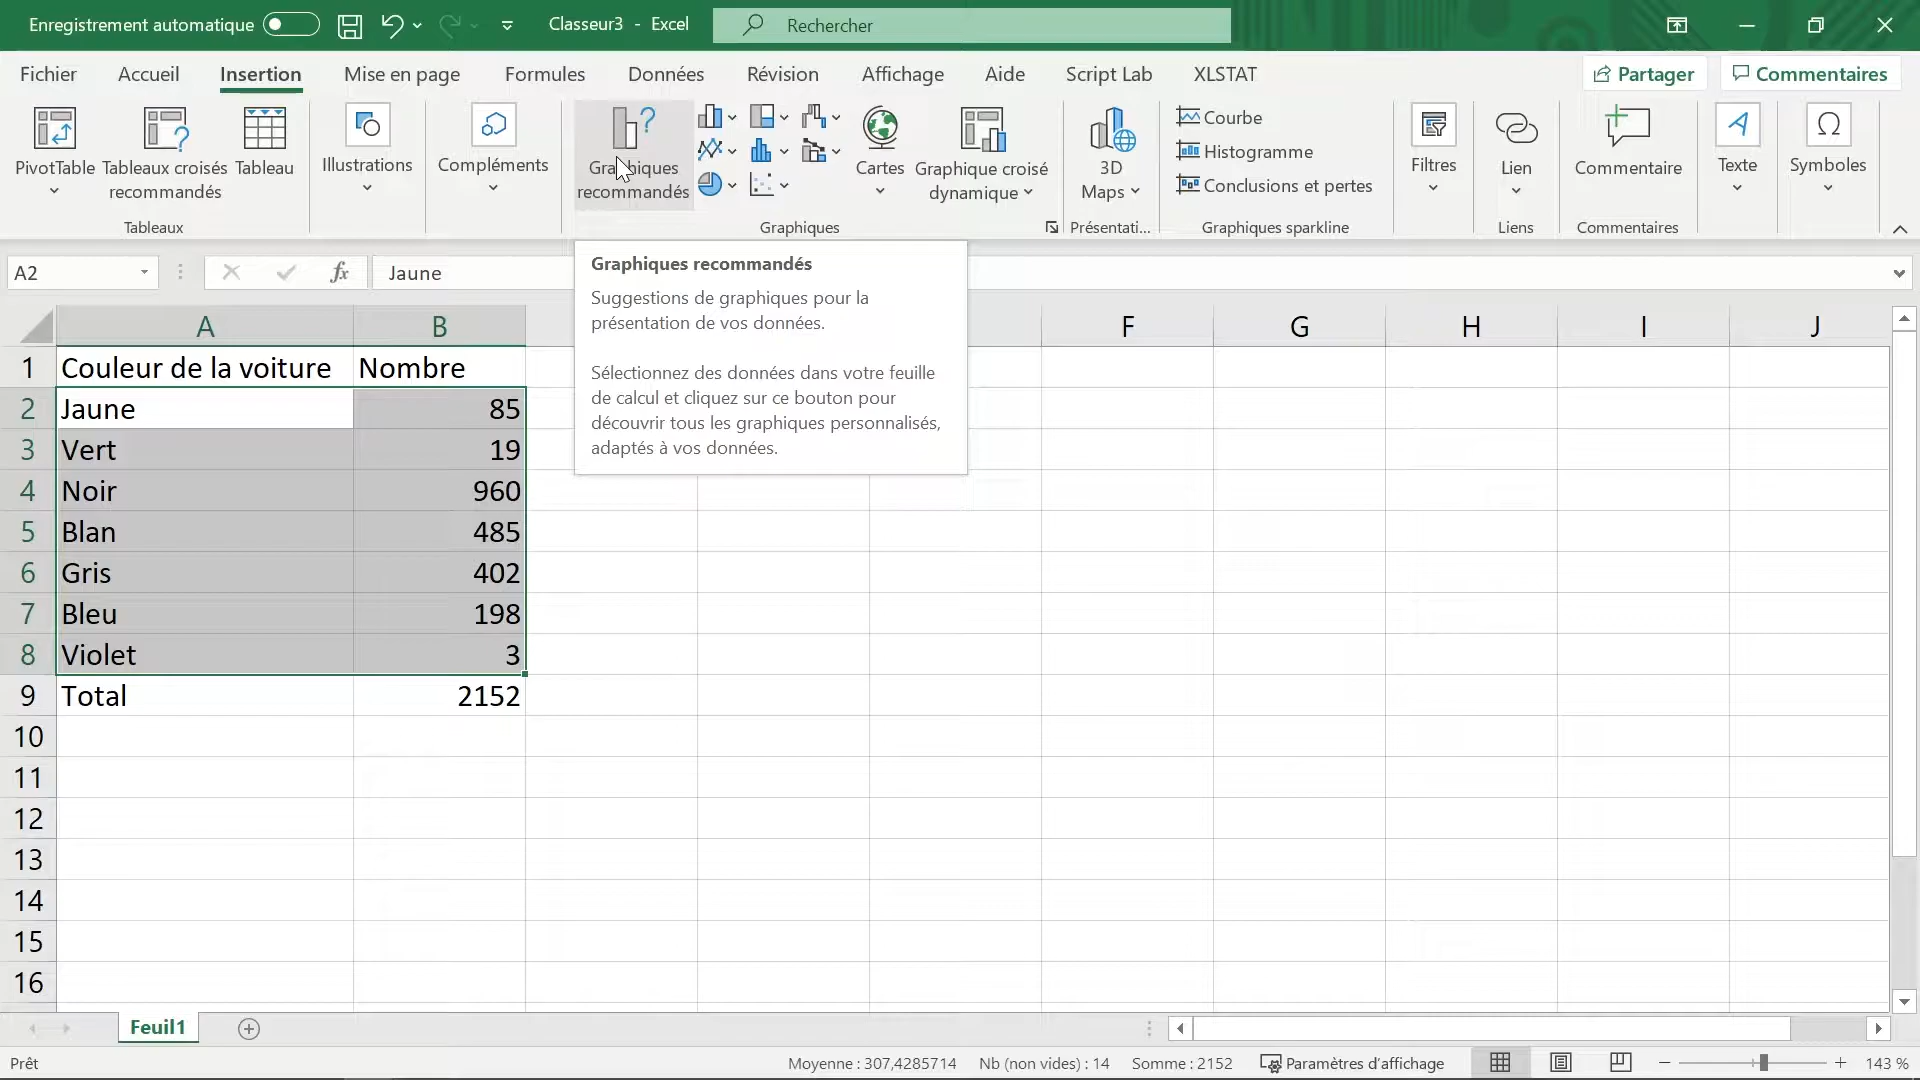 Enregistrement automatique
Classeur3 - Excel
Rechercher
Fichier Accueil Insertion Mise en page Formules Données Révision Affichage Aide Script Lab XLSTAT
Partager
Commentaires
PivotTable
Tableaux croisés
recommandés
Tableau
Tableaux
Illustrations
Compléments
Graphiques
recommandés
Cartes
Graphique croisé
dynamique
Graphiques
3D
Maps
Présentati...
Courbe
Histogramme
Conclusions et pertes
Graphiques sparkline
Filtres
Lien
Liens
Commentaire
Commentaires
Texte
Symboles
A2
fx
Jaune
Graphiques recommandés
Suggestions de graphiques pour la
présentation de vos données.
Sélectionnez des données dans votre feuille
de calcul et cliquez sur ce bouton pour
découvrir tous les graphiques personnalisés,
adaptés à vos données.
A B F G H I J
1 Couleur de la voiture Nombre
2 Jaune 85
3 Vert 19
4 Noir 960
5 Blan 485
6 Gris 402
7 Bleu 198
8 Violet 3
9 Total 2152
10
11
12
13
14
15
16
Feuil1
Prêt
Moyenne : 307,4285714 Nb (non vides) : 14 Somme : 2152 Paramètres d'affichage 143 %